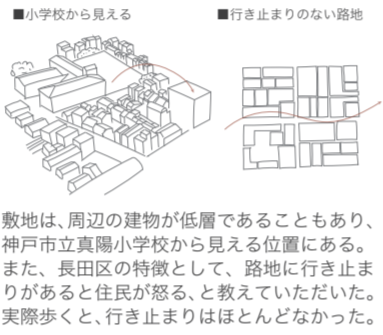 ■小学校から見える
■行き止まりのない路地
敷地は、周辺の建物が低層であることもあり、
神戸市立真陽小学校から見える位置にある。
また、長田区の特徴として、路地に行き止ま
りがあると住民が怒る、と教えていただいた。
実際歩くと、行き止まりはほとんどなかった。